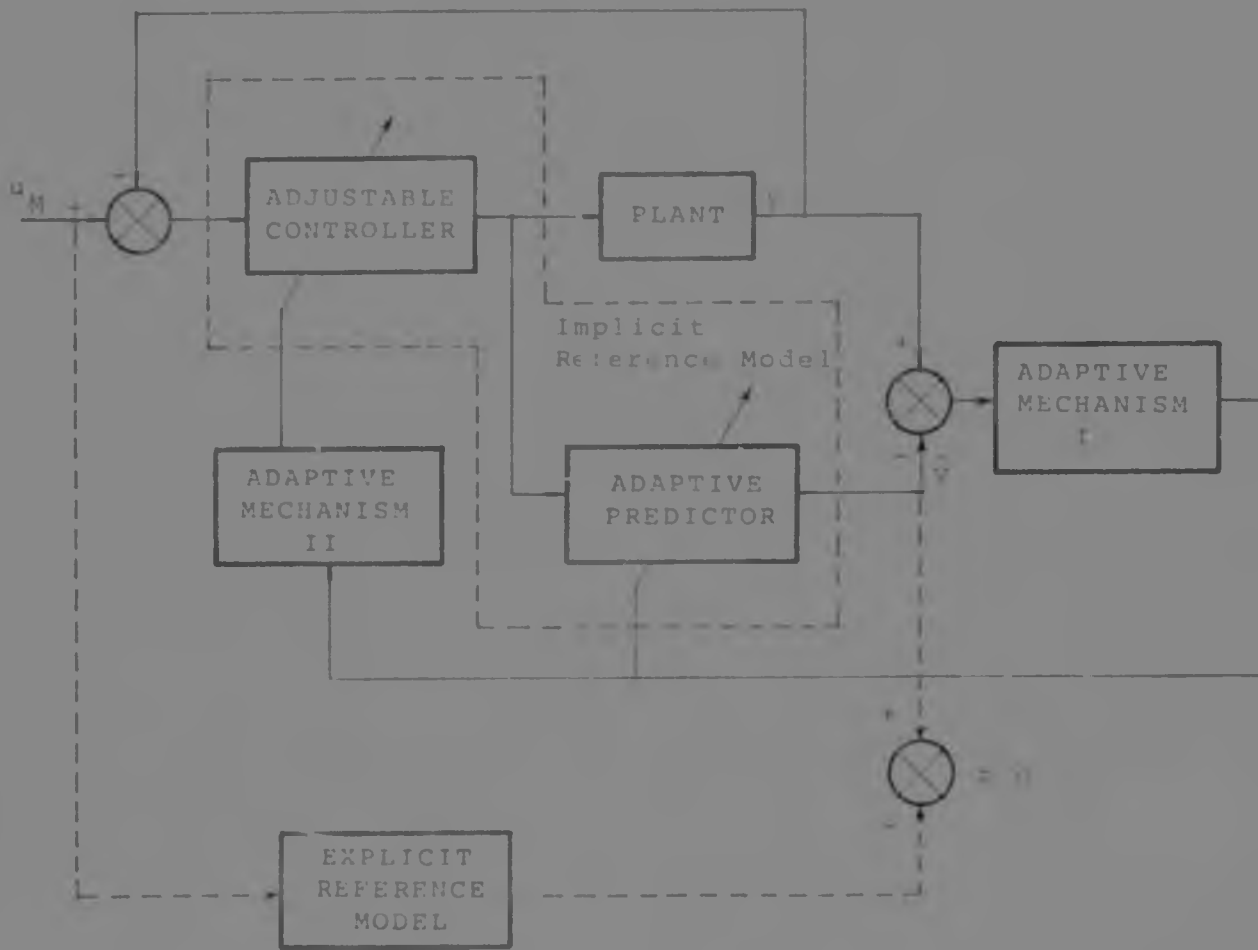 u M
+
-
ADJUSTABLE
CONTROLLER
PLANT
Implicit
Reference Model
+
ADAPTIVE
MECHANISM
I
-
ADAPTIVE
MECHANISM
II
ADAPTIVE
PREDICTOR
+
-
EXPLICIT
REFERENCE
MODEL